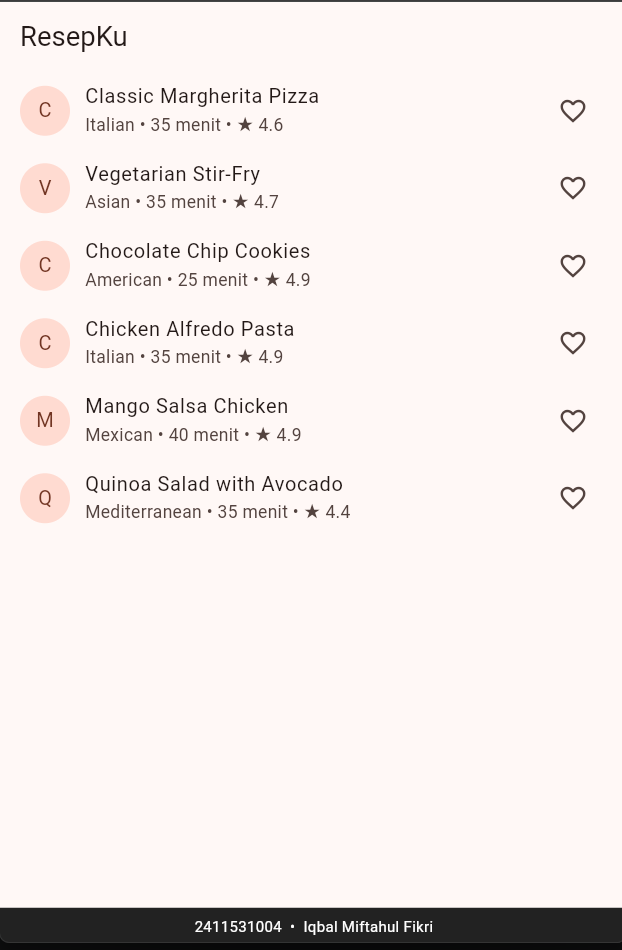 ResepKu
C
Classic Margherita Pizza
Italian • 35 menit • ★ 4.6
V
Vegetarian Stir-Fry
Asian • 35 menit • ★ 4.7
C
Chocolate Chip Cookies
American • 25 menit • ★ 4.9
C
Chicken Alfredo Pasta
Italian • 35 menit • ★ 4.9
M
Mango Salsa Chicken
Mexican • 40 menit • ★ 4.9
Q
Quinoa Salad with Avocado
Mediterranean • 35 menit • ★ 4.4
2411531004 • Iqbal Miftahul Fikri